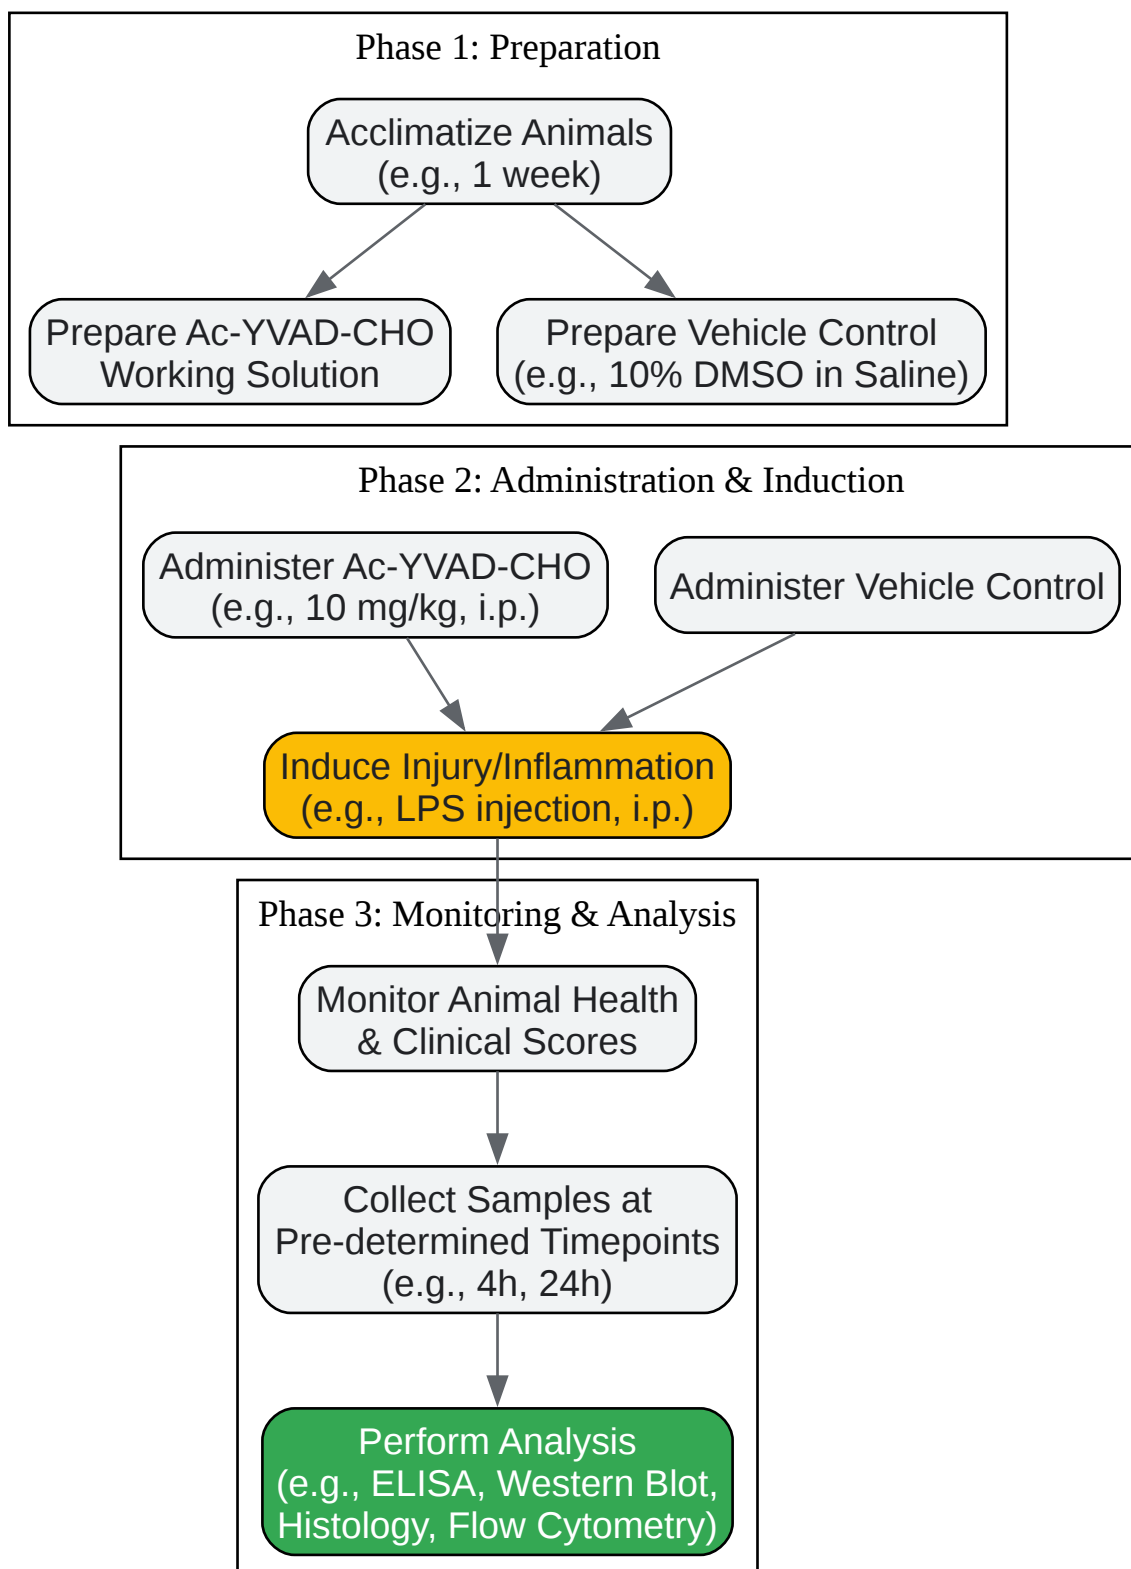 Phase 1: Preparation
Acclimatize Animals
(e.g., 1 week)
Prepare Ac-YVAD-CHO
Working Solution
Prepare Vehicle Control
(e.g., 10% DMSO in Saline)
Phase 2: Administration & Induction
Administer Ac-YVAD-CHO
(e.g., 10 mg/kg, i.p.)
Administer Vehicle Control
Induce Injury/Inflammation
(e.g., LPS injection, i.p.)
Phase 3: Monitoring & Analysis
Monitor Animal Health
& Clinical Scores
Collect Samples at
Pre-determined Timepoints
(e.g., 4h, 24h)
Perform Analysis
(e.g., ELISA, Western Blot,
Histology, Flow Cytometry)